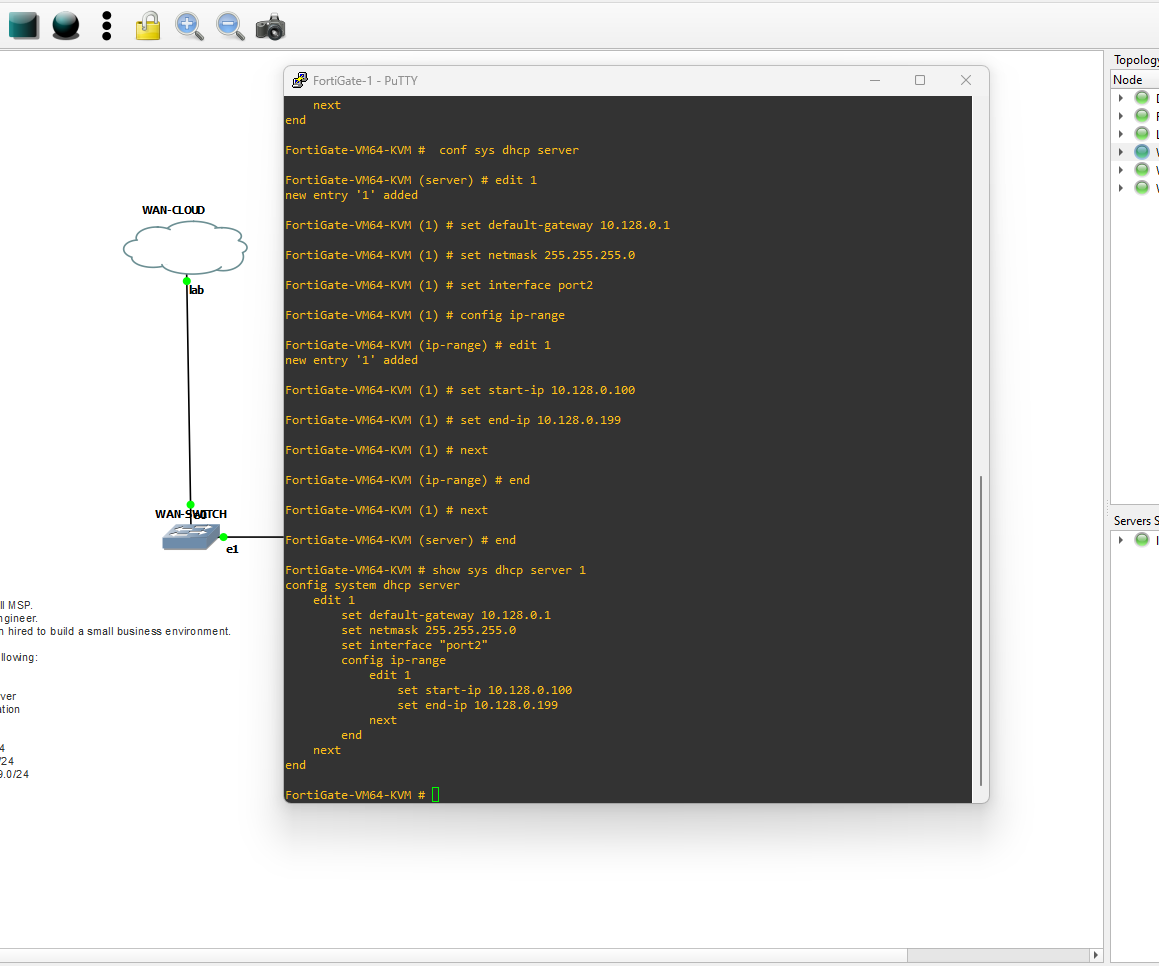 FortiGate-1 - PuTTY
    next
end
FortiGate-VM64-KVM #  conf sys dhcp server
FortiGate-VM64-KVM (server) # edit 1
new entry '1' added
FortiGate-VM64-KVM (1) # set default-gateway 10.128.0.1
FortiGate-VM64-KVM (1) # set netmask 255.255.255.0
FortiGate-VM64-KVM (1) # set interface port2
FortiGate-VM64-KVM (1) # config ip-range
FortiGate-VM64-KVM (ip-range) # edit 1
new entry '1' added
FortiGate-VM64-KVM (1) # set start-ip 10.128.0.100
FortiGate-VM64-KVM (1) # set end-ip 10.128.0.199
FortiGate-VM64-KVM (1) # next
FortiGate-VM64-KVM (ip-range) # end
FortiGate-VM64-KVM (1) # next
FortiGate-VM64-KVM (server) # end
FortiGate-VM64-KVM # show sys dhcp server 1
config system dhcp server
    edit 1
        set default-gateway 10.128.0.1
        set netmask 255.255.255.0
        set interface "port2"
        config ip-range
            edit 1
                set start-ip 10.128.0.100
                set end-ip 10.128.0.199
            next
        end
    next
end
FortiGate-VM64-KVM #
WAN-CLOUD
lab
WAN-SWITCH
e1
ll MSP.
gineer.
n hired to build a small business environment.
llowing:
ver
ation
4
/24
9.0/24
Topology
Node
Servers S